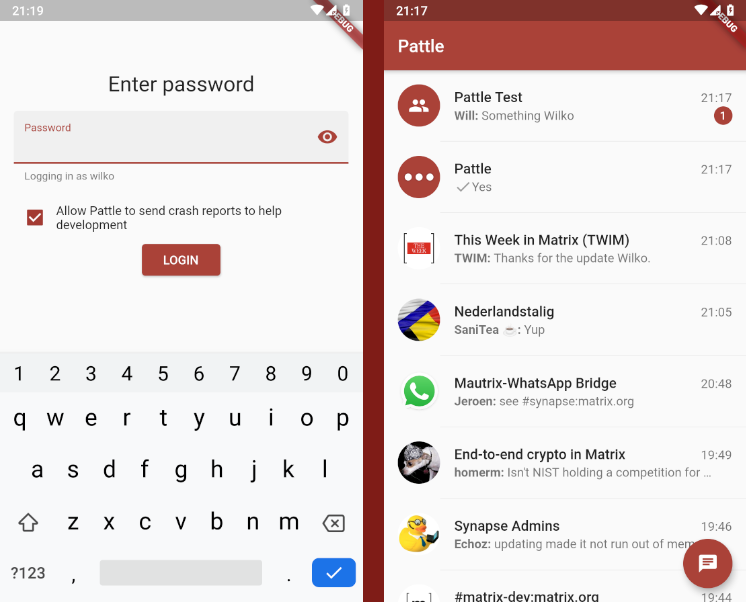 21:19
DEBUG
Enter password
Password
Logging in as wilko
Allow Pattle to send crash reports to help
development
LOGIN
1 2 3 4 5 6 7 8 9 0
q w e r t y u i o p
a s d f g h j k l
z x c v b n m
?123 , .
21:17
DEBUG
Pattle
Pattle Test 21:17
Will: Something Wilko 1
Pattle 21:17
Yes
THE WEEK
This Week in Matrix (TWIM) 21:08
TWIM: Thanks for the update Wilko.
Nederlandstalig 21:05
SaniTea ☕: Yup
Mautrix-WhatsApp Bridge 20:48
Jeroen: see #synapse:matrix.org
End-to-end crypto in Matrix 19:49
homerm: Isn't NIST holding a competition for ...
Synapse Admins 19:46
Echoz: updating made it not run out of mem
[m]
#matrix-dev:matrix.org 19:44